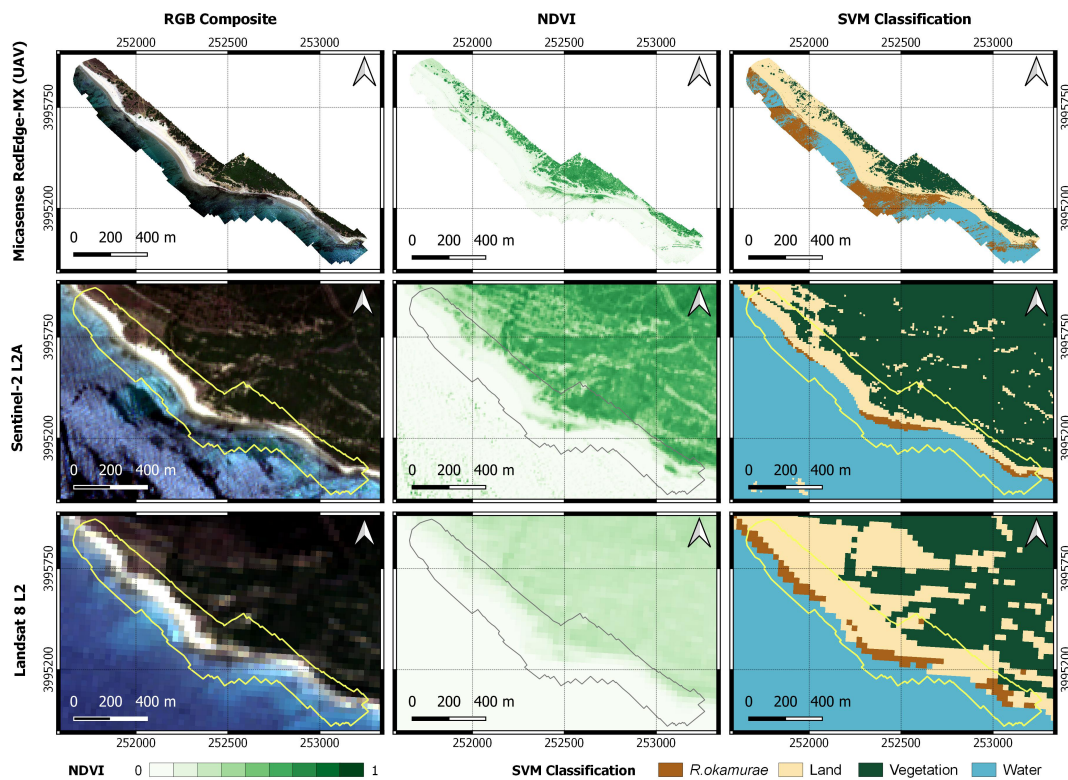 RGB Composite NDVI SVM Classification
252000 252500 253000 252000 252500 253000 252000 252500 253000
Micasense RedEdge-MX (UAV)
3995750
3995200
0 200 400 m
0 200 400 m
0 200 400 m
3995750
3995200
Sentinel-2 L2A
3995750
3995200
0 200 400 m
0 200 400 m
0 200 400 m
3995750
3995200
Landsat 8 L2
3995750
3995200
0 200 400 m
0 200 400 m
0 200 400 m
3995750
3995200
252000 252500 253000 252000 252500 253000 252000 252500 253000
NDVI 0 1 SVM Classification R.okamurae Land Vegetation Water